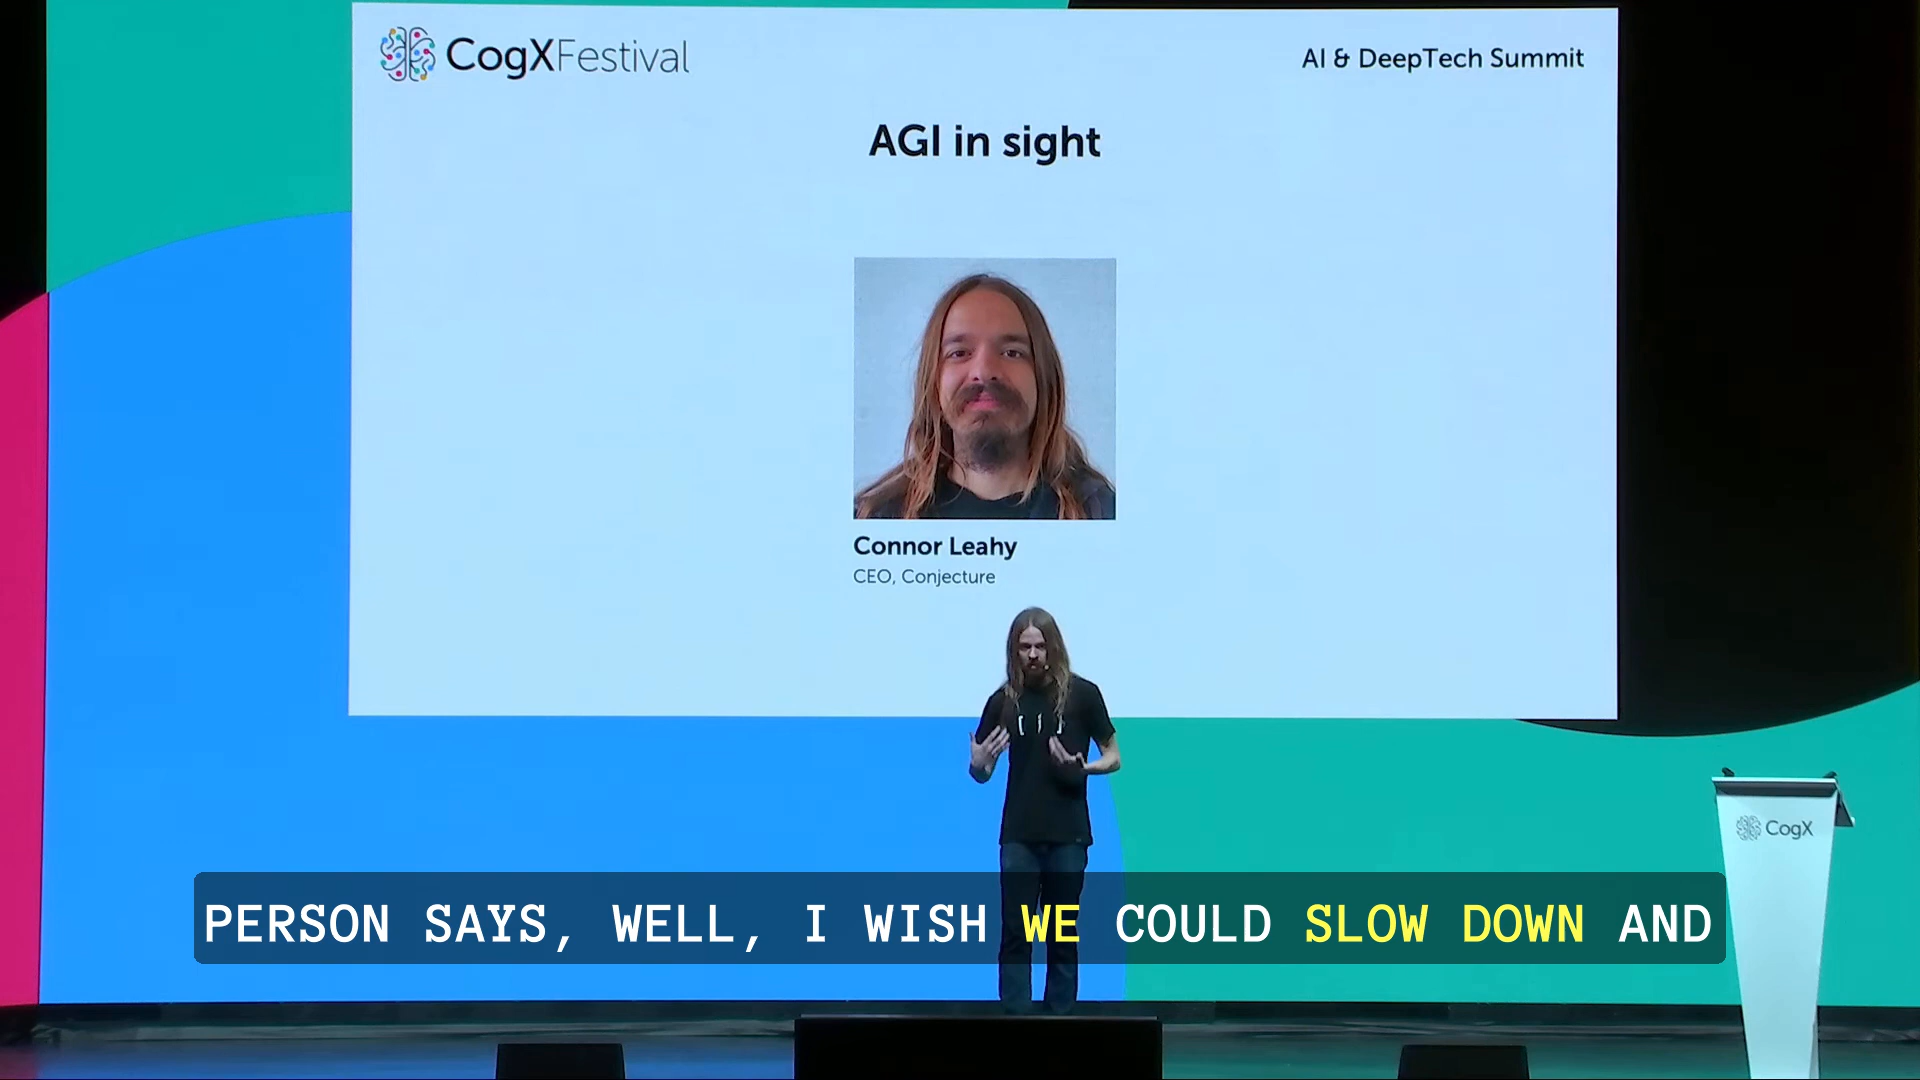 CogXFestival
AI & DeepTech Summit
AGI in sight
Connor Leahy
CEO, Conjecture
CogX
PERSON SAYS, WELL, I WISH WE COULD SLOW DOWN AND